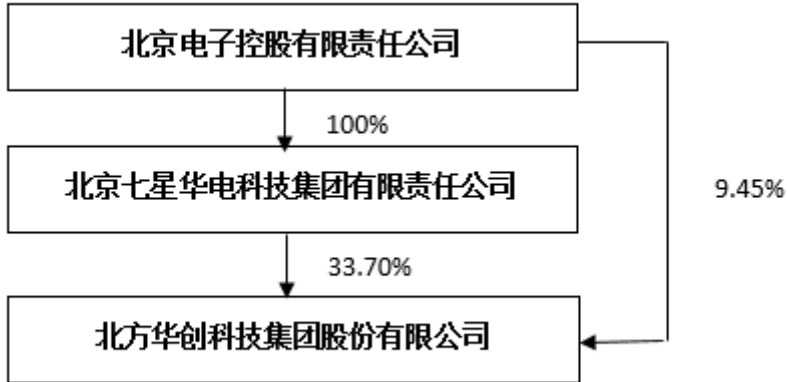 北京电子控股有限责任公司
100%
北京七星华电科技集团有限责任公司
9.45%
33.70%
北方华创科技集团股份有限公司